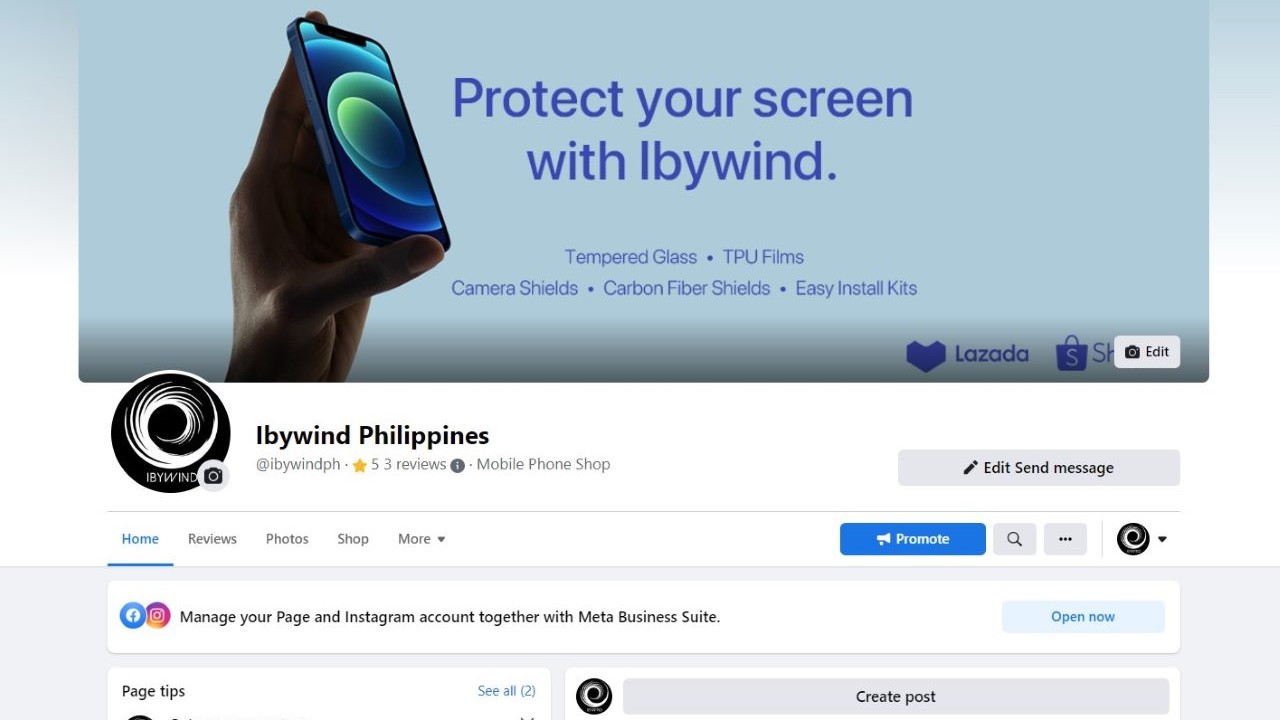 Protect your screen
with Ibywind.
Tempered Glass • TPU Films
Camera Shields • Carbon Fiber Shields • Easy Install Kits
Lazada
S Sh
Edit
IBYWIND
Ibywind Philippines
@ibywindph · 5 3 reviews · Mobile Phone Shop
Edit Send message
Home Reviews Photos Shop More
Promote
Manage your Page and Instagram account together with Meta Business Suite.
Open now
Page tips
See all (2)
Create post